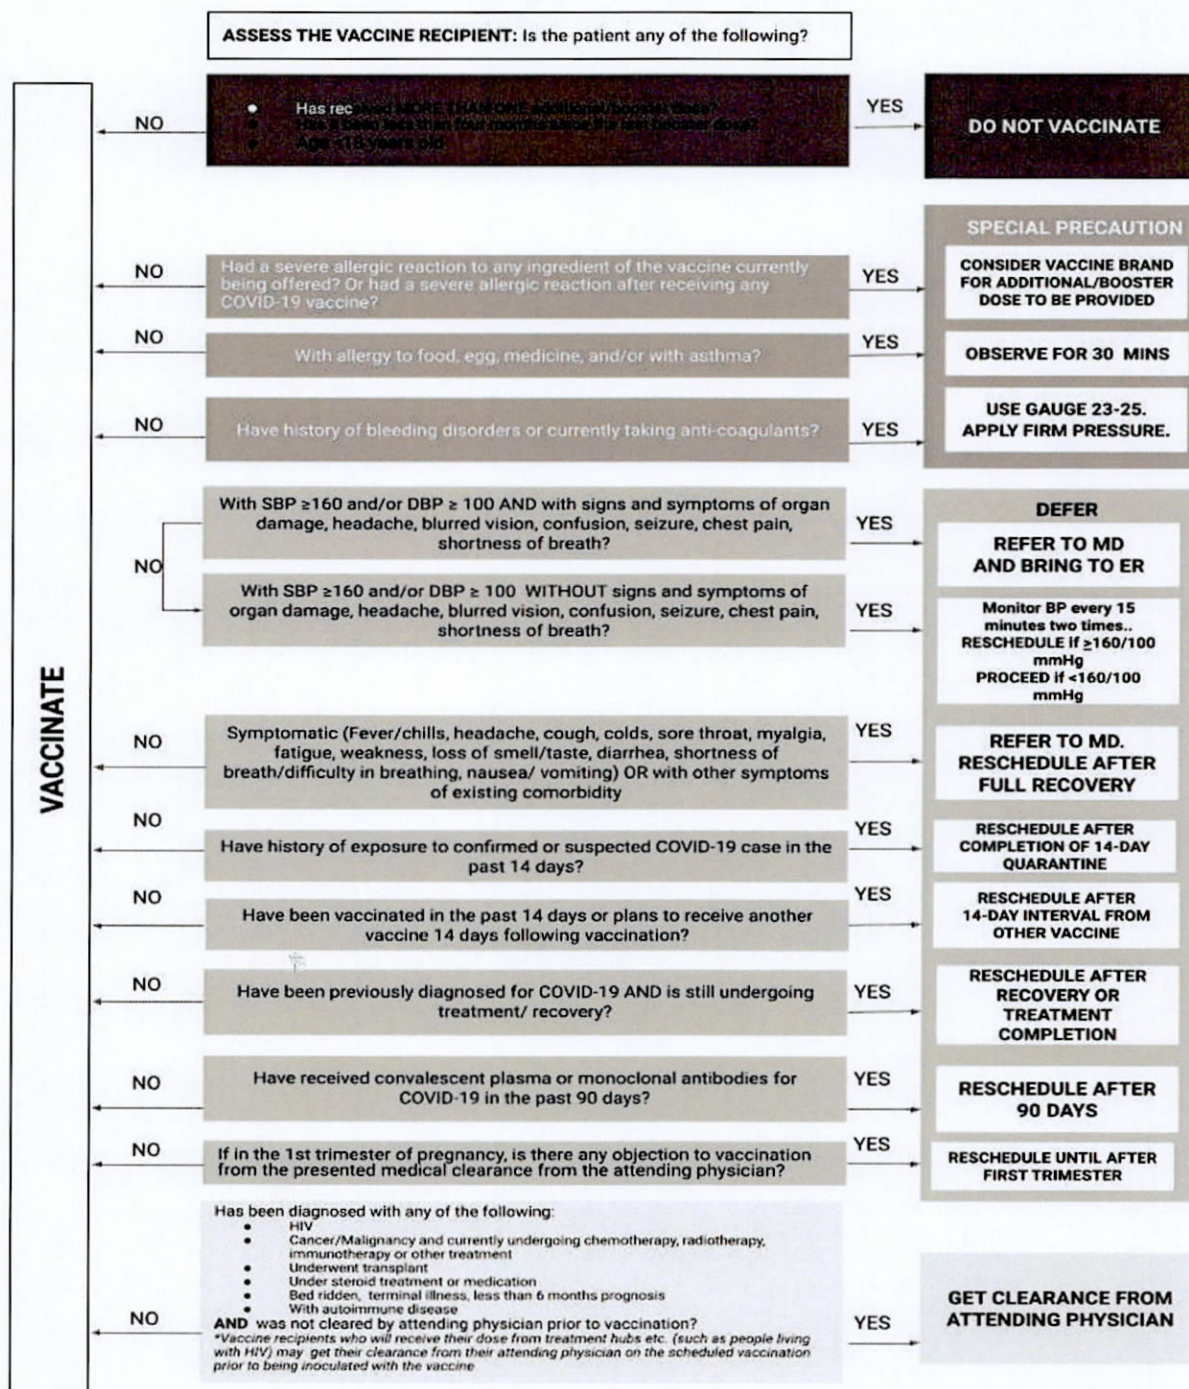 ASSESS THE VACCINE RECIPIENT: Is the patient any of the following?
• Has received MORE THAN ONE additional/booster dose?
• than four months since the last booster dose?
• Age <18 years old
NO
YES
DO NOT VACCINATE
VACCINATE
SPECIAL PRECAUTION
NO
Had a severe allergic reaction to any ingredient of the vaccine currently
being offered? Or had a severe allergic reaction after receiving any
COVID-19 vaccine?
YES
CONSIDER VACCINE BRAND
FOR ADDITIONAL/BOOSTER
DOSE TO BE PROVIDED
NO
With allergy to food, egg, medicine, and/or with asthma?
YES
OBSERVE FOR 30 MINS
NO
Have history of bleeding disorders or currently taking anti-coagulants?
YES
USE GAUGE 23-25.
APPLY FIRM PRESSURE.
DEFER
With SBP ≥160 and/or DBP ≥ 100 AND with signs and symptoms of organ
damage, headache, blurred vision, confusion, seizure, chest pain,
shortness of breath?
YES
REFER TO MD
AND BRING TO ER
NO
With SBP ≥160 and/or DBP ≥ 100 WITHOUT signs and symptoms of
organ damage, headache, blurred vision, confusion, seizure, chest pain,
shortness of breath?
YES
Monitor BP every 15
minutes two times..
RESCHEDULE if ≥160/100
mmHg
PROCEED if <160/100
mmHg
NO
Symptomatic (Fever/chills, headache, cough, colds, sore throat, myalgia,
fatigue, weakness, loss of smell/taste, diarrhea, shortness of
breath/difficulty in breathing, nausea/ vomiting) OR with other symptoms
of existing comorbidity
YES
REFER TO MD.
RESCHEDULE AFTER
FULL RECOVERY
NO
Have history of exposure to confirmed or suspected COVID-19 case in the
past 14 days?
YES
RESCHEDULE AFTER
COMPLETION OF 14-DAY
QUARANTINE
NO
Have been vaccinated in the past 14 days or plans to receive another
vaccine 14 days following vaccination?
YES
RESCHEDULE AFTER
14-DAY INTERVAL FROM
OTHER VACCINE
NO
Have been previously diagnosed for COVID-19 AND is still undergoing
treatment/ recovery?
YES
RESCHEDULE AFTER
RECOVERY OR
TREATMENT
COMPLETION
NO
Have received convalescent plasma or monoclonal antibodies for
COVID-19 in the past 90 days?
YES
RESCHEDULE AFTER
90 DAYS
NO
If in the 1st trimester of pregnancy, is there any objection to vaccination
from the presented medical clearance from the attending physician?
YES
RESCHEDULE UNTIL AFTER
FIRST TRIMESTER
Has been diagnosed with any of the following:
• HIV
• Cancer/Malignancy and currently undergoing chemotherapy, radiotherapy,
immunotherapy or other treatment
• Underwent transplant
• Under steroid treatment or medication
• Bed ridden, terminal illness, less than 6 months prognosis
• With autoimmune disease
AND was not cleared by attending physician prior to vaccination?
*Vaccine recipients who will receive their dose from treatment hubs etc. (such as people living
with HIV) may get their clearance from their attending physician on the scheduled vaccination
prior to being inoculated with the vaccine
NO
YES
GET CLEARANCE FROM
ATTENDING PHYSICIAN